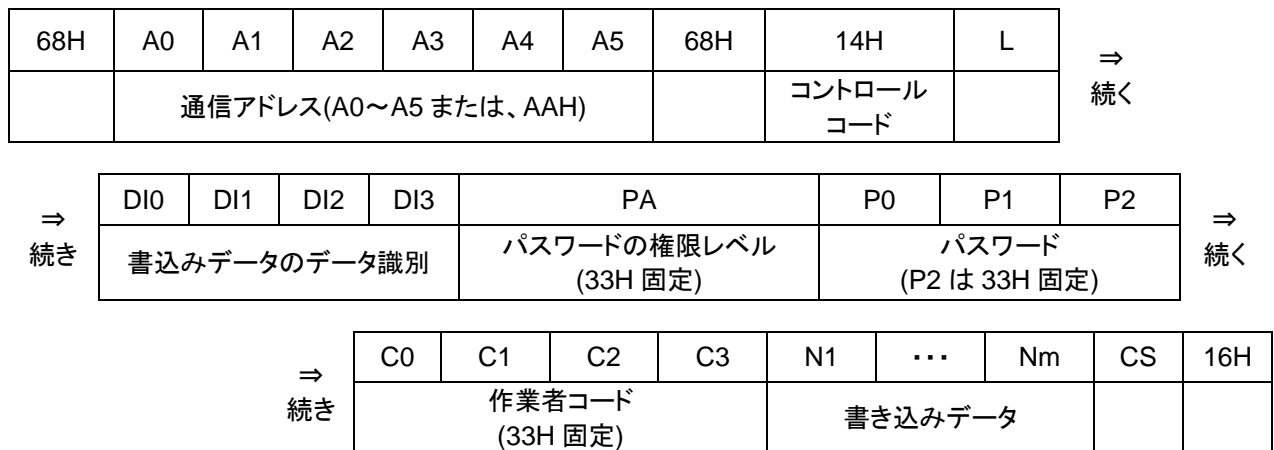 68H A0 A1 A2 A3 A4 A5 68H 14H L
通信アドレス(A0～A5 または、AAH) コントロール
コード
⇒
続く
⇒
続き
DI0 DI1 DI2 DI3 PA P0 P1 P2
書込みデータのデータ識別 パスワードの権限レベル
(33H 固定)
パスワード
(P2 は 33H 固定)
⇒
続く
⇒
続き
C0 C1 C2 C3 N1 ・・・ Nm CS 16H
作業者コード
(33H 固定)
書き込みデータ